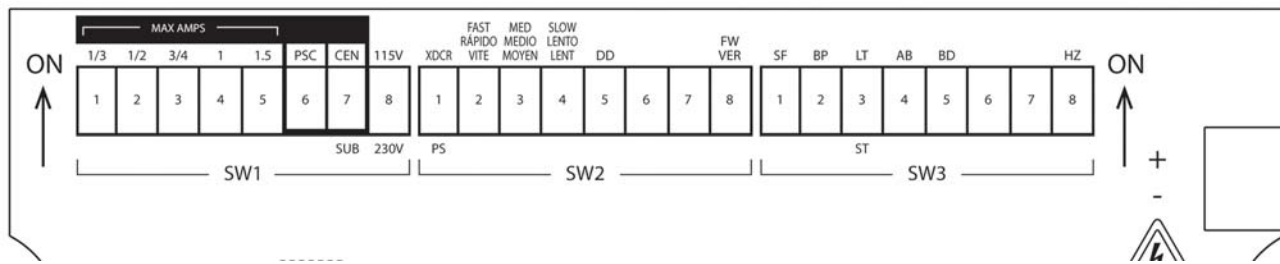 MAX AMPS
1/3 1/2 3/4 1 1.5 PSC CEN 115V
FAST MED SLOW
RÁPIDO MEDIO LENTO
XDCR VITE MOYEN LENT DD FW VER
SF BP LT AB BD HZ
ON ON
1 2 3 4 5 6 7 8 1 2 3 4 5 6 7 8 1 2 3 4 5 6 7 8
SUB 230V PS ST
SW1 SW2 SW3
+
-